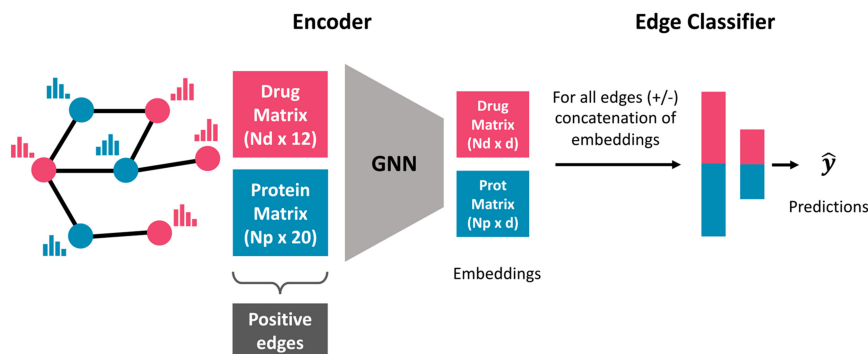 Encoder
Edge Classifier
Drug
Matrix
(Nd x 12)
Protein
Matrix
(Np x 20)
Positive
edges
GNN
Drug
Matrix
(Nd x d)
Prot
Matrix
(Np x d)
Embeddings
For all edges (+/-)
concatenation of
embeddings
ŷ
Predictions